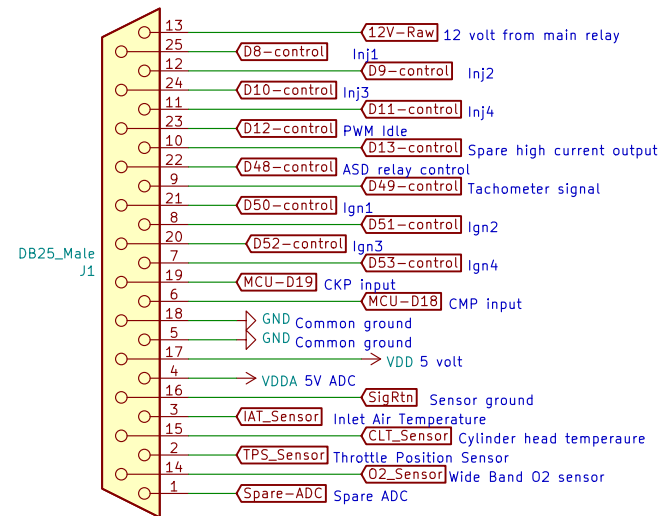 13 12V-Raw 12 volt from main relay
25 D8-control Inj1
12 D9-control Inj2
24 D10-control Inj3
11 D11-control Inj4
23 D12-control PWM Idle
10 D13-control Spare high current output
22 D48-control ASD relay control
9 D49-control Tachometer signal
21 D50-control Ign1
8 D51-control Ign2
20 D52-control Ign3
DB25_Male
7 D53-control Ign4
J1
19 MCU-D19 CKP input
6 MCU-D18 CMP input
18 GND Common ground
5 GND Common ground
17 VDD 5 volt
4 VDDA 5V ADC
16 SigRtn Sensor ground
3 IAT_Sensor Inlet Air Temperature
15 CLT_Sensor Cylinder head temperaure
2 TPS_Sensor Throttle Position Sensor
14 O2_Sensor Wide Band O2 sensor
1 Spare-ADC Spare ADC